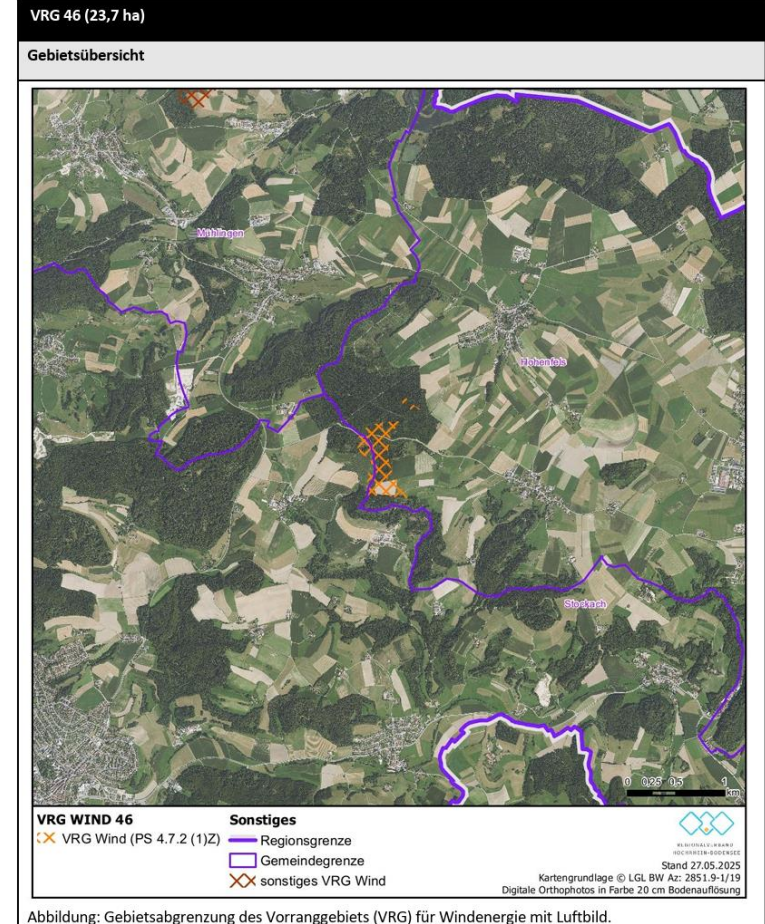 VRG 46 (23,7 ha)
Gebietsübersicht
Mühlingen
Hohenfels
Stockach
0 0,25 0,5 1
km
VRG WIND 46
VRG Wind (PS 4.7.2 (1)Z)
Sonstiges
Regionsgrenze
Gemeindegrenze
sonstiges VRG Wind
REGIONALVERBAND
HOCHRHEIN-BODENSEE
Stand 27.05.2025
Kartengrundlage © LGL BW Az: 2851.9-1/19
Digitale Orthophotos in Farbe 20 cm Bodenauflösung
Abbildung: Gebietsabgrenzung des Vorranggebiets (VRG) für Windenergie mit Luftbild.